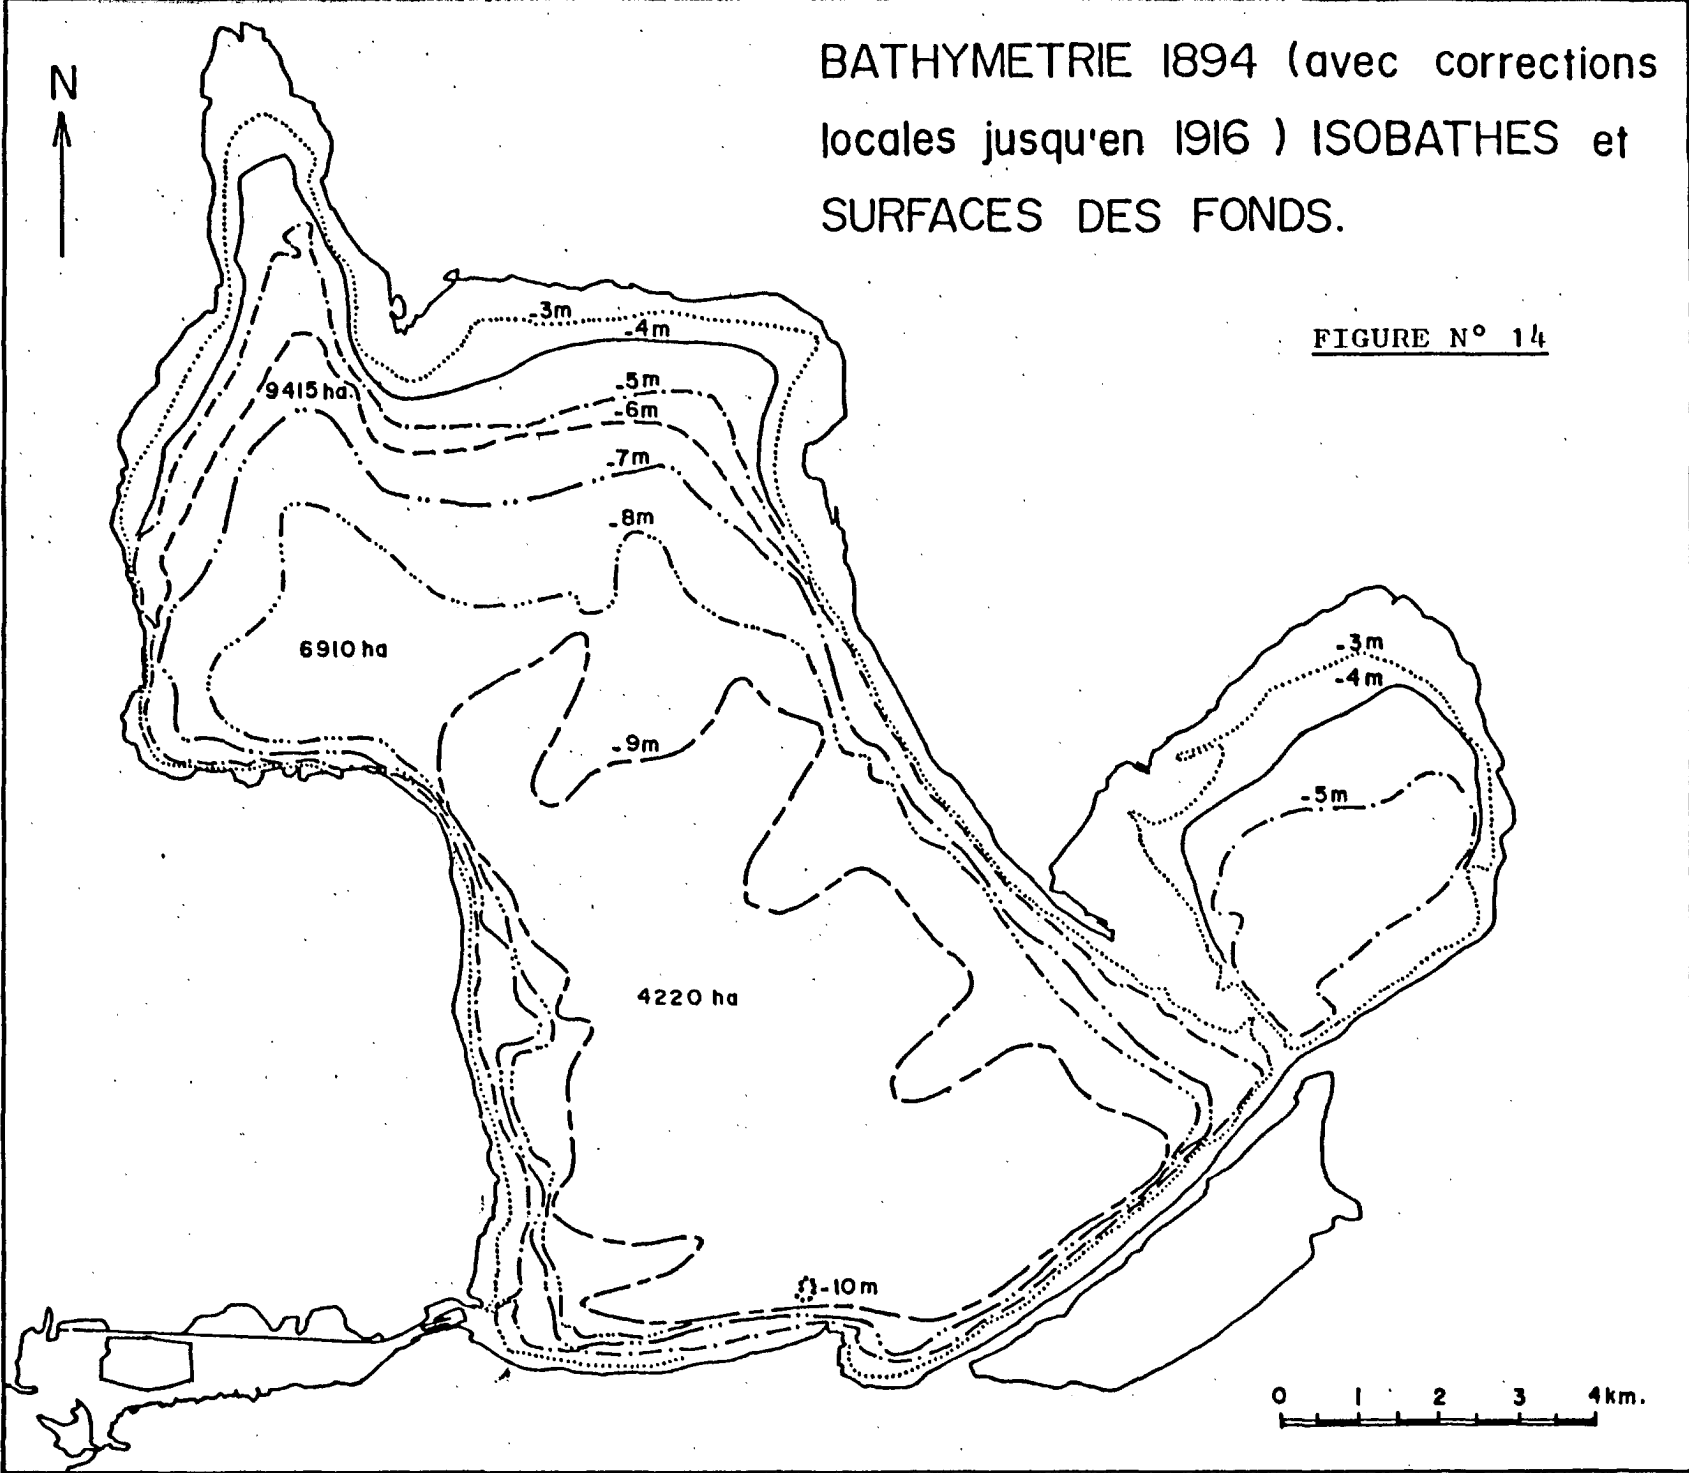 BATHYMETRIE 1894 (avec corrections
locales jusqu'en 1916 ) ISOBATHES et
SURFACES DES FONDS.
N
FIGURE N° 14
-3m
-4m
-5m
9415 ha.
-6m
-7m
-8m
6910 ha
-3m
-4m
-9m
-5m
4220 ha
-10m
0 1 2 3 4km.